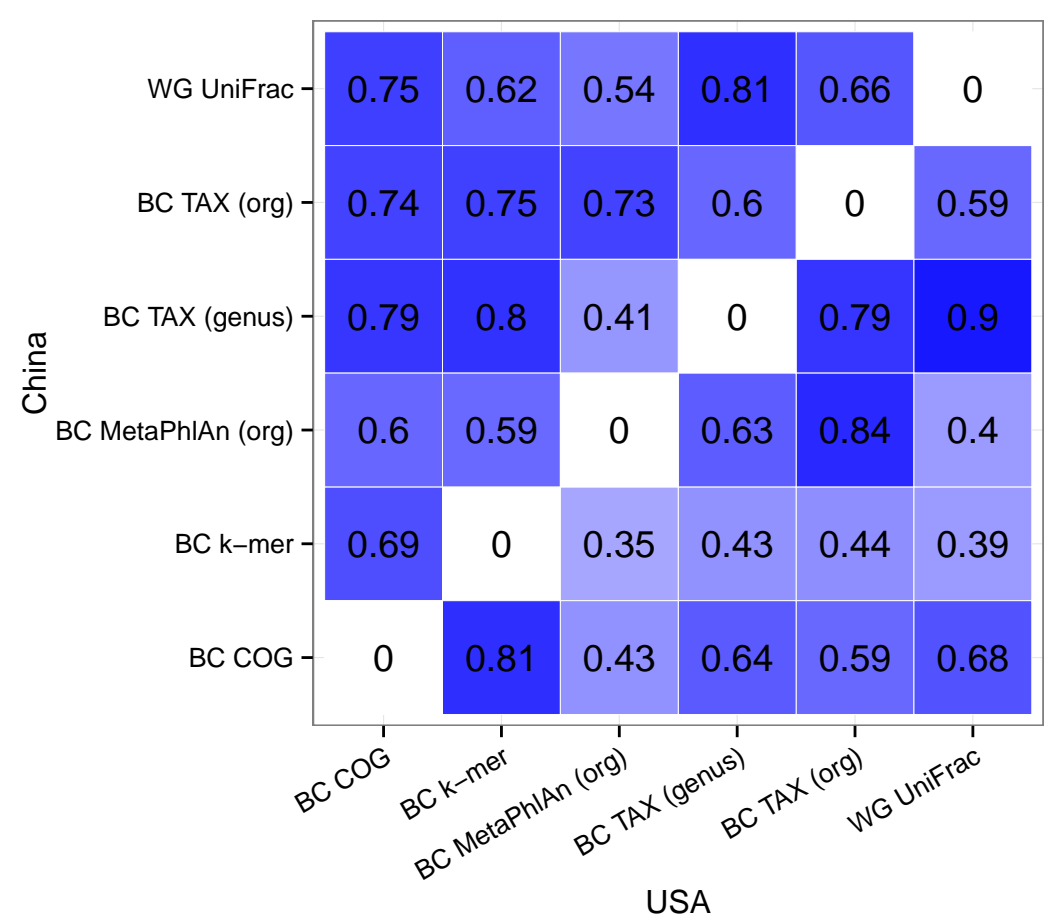 WG UniFrac 0.75 0.62 0.54 0.81 0.66 0
BC TAX (org) 0.74 0.75 0.73 0.6 0 0.59
BC TAX (genus) 0.79 0.8 0.41 0 0.79 0.9
China
BC MetaPhlAn (org) 0.6 0.59 0 0.63 0.84 0.4
BC k−mer 0.69 0 0.35 0.43 0.44 0.39
BC COG 0 0.81 0.43 0.64 0.59 0.68
BC COG
BC k−mer
BC MetaPhlAn (org)
BC TAX (genus)
BC TAX (org)
WG UniFrac
USA